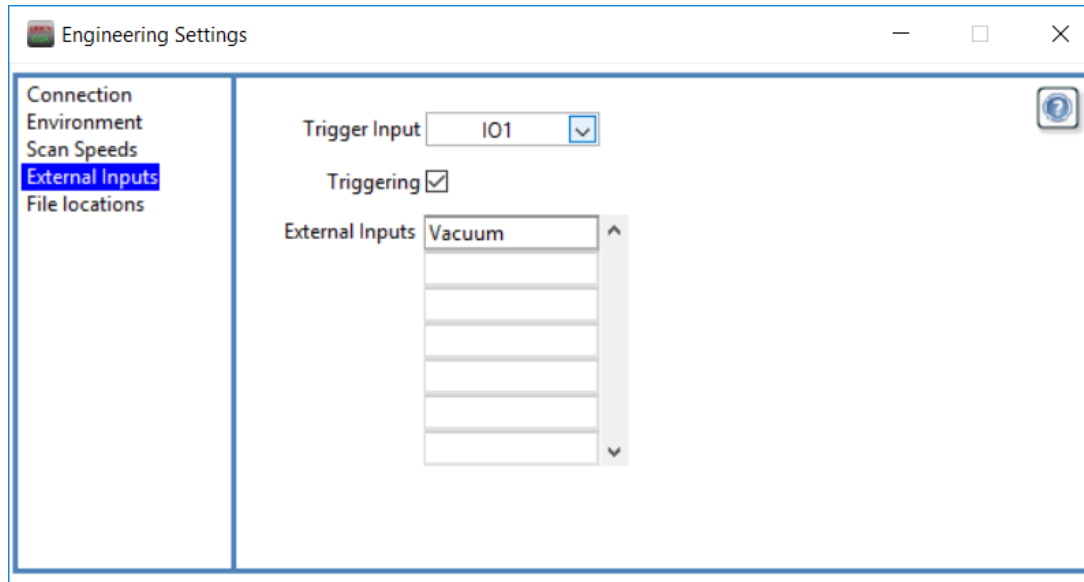 Engineering Settings
Connection
Environment
Scan Speeds
External Inputs
File locations
Trigger Input IO1
Triggering
External Inputs Vacuum
?